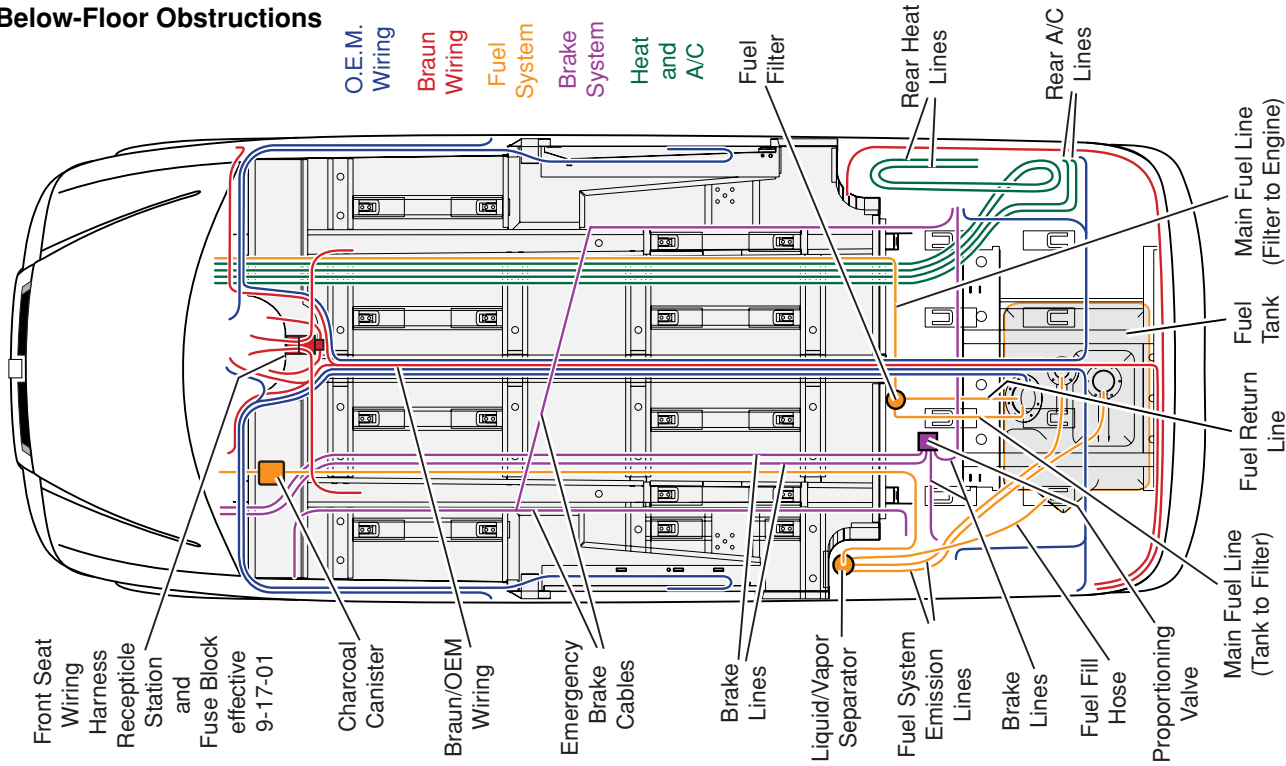 Below-Floor Obstructions
O.E.M.
Wiring
Braun
Wiring
Fuel
System
Brake
System
Heat
and
A/C
Fuel
Filter
Rear Heat
Lines
Rear A/C
Lines
Main Fuel Line
(Filter to Engine)
Fuel
Tank
Fuel Return
Line
Main Fuel Line
(Tank to Filter)
Front Seat
Wiring
Harness
Recepticle
Station
and
Fuse Block
effective
9-17-01
Charcoal
Canister
Braun/OEM
Wiring
Emergency
Brake
Cables
Brake
Lines
Liquid/Vapor
Separator
Fuel System
Emission
Lines
Brake
Lines
Fuel Fill
Hose
Proportioning
Valve